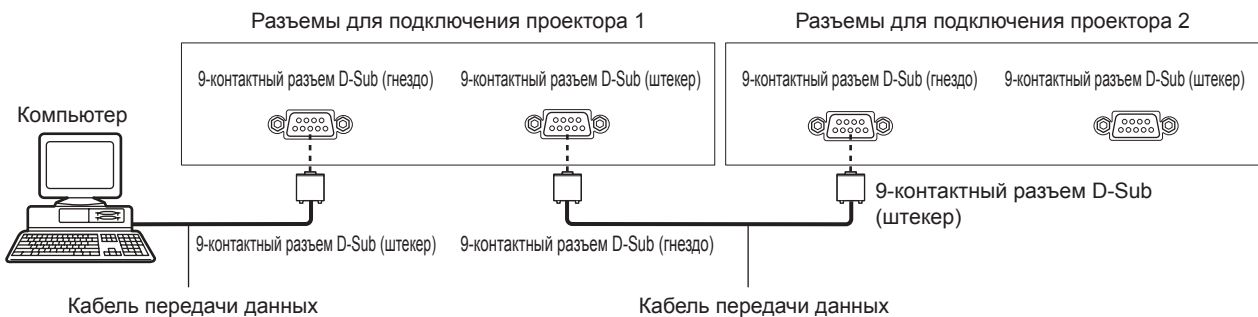 Разъемы для подключения проектора 1
Разъемы для подключения проектора 2
9-контактный разъем D-Sub (гнездо)
9-контактный разъем D-Sub (штекер)
9-контактный разъем D-Sub (гнездо)
9-контактный разъем D-Sub (штекер)
Компьютер
9-контактный разъем D-Sub
(штекер)
9-контактный разъем D-Sub (штекер)
9-контактный разъем D-Sub (гнездо)
Кабель передачи данных
Кабель передачи данных